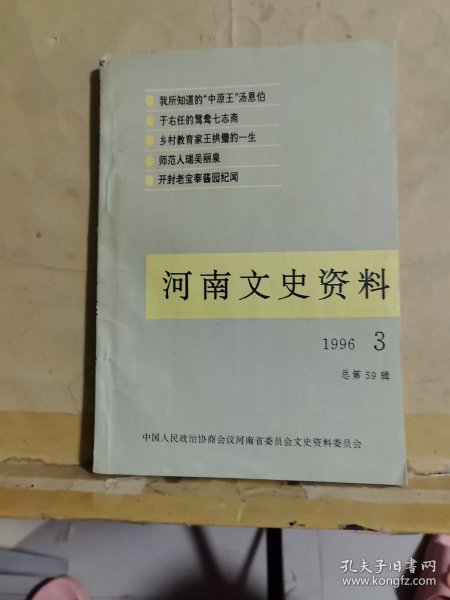 我所知道的“中原王”汤恩伯
于右任的鸳鸯七志斋
乡村教育家王拱璧的一生
师范人瑞吴丽泉
开封老宝泰酱园纪闻
河南文史资料
1996 3
总第59辑
中国人民政治协商会议河南省委员会文史资料委员会
孔夫子旧书网
www.kongfz.com